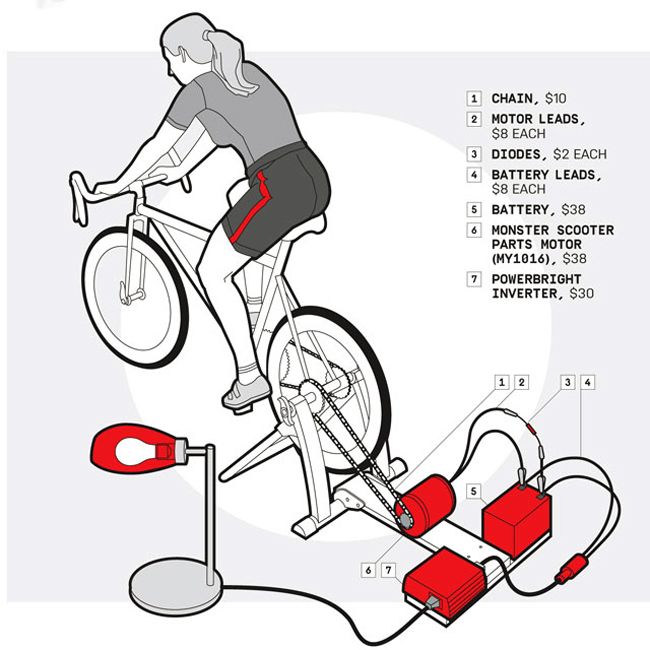 1 CHAIN, $10
2 MOTOR LEADS,
$8 EACH
3 DIODES, $2 EACH
4 BATTERY LEADS,
$8 EACH
5 BATTERY, $38
6 MONSTER SCOOTER
PARTS MOTOR
(MY1016), $38
7 POWERBRIGHT
INVERTER, $30
1 2 3 4
5
6 7